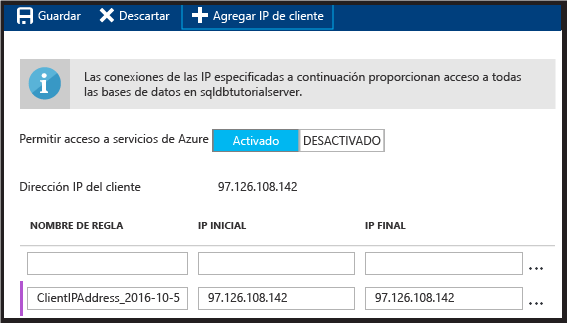 Guardar Descartar Agregar IP de cliente
Las conexiones de las IP especificadas a continuación proporcionan acceso a todas
las bases de datos en sqldbtutorialserver.
Permitir acceso a servicios de Azure Activado DESACTIVADO
Dirección IP del cliente 97.126.108.142
NOMBRE DE REGLA IP INICIAL IP FINAL
...
ClientIPAddress_2016-10-5 97.126.108.142 97.126.108.142 ...